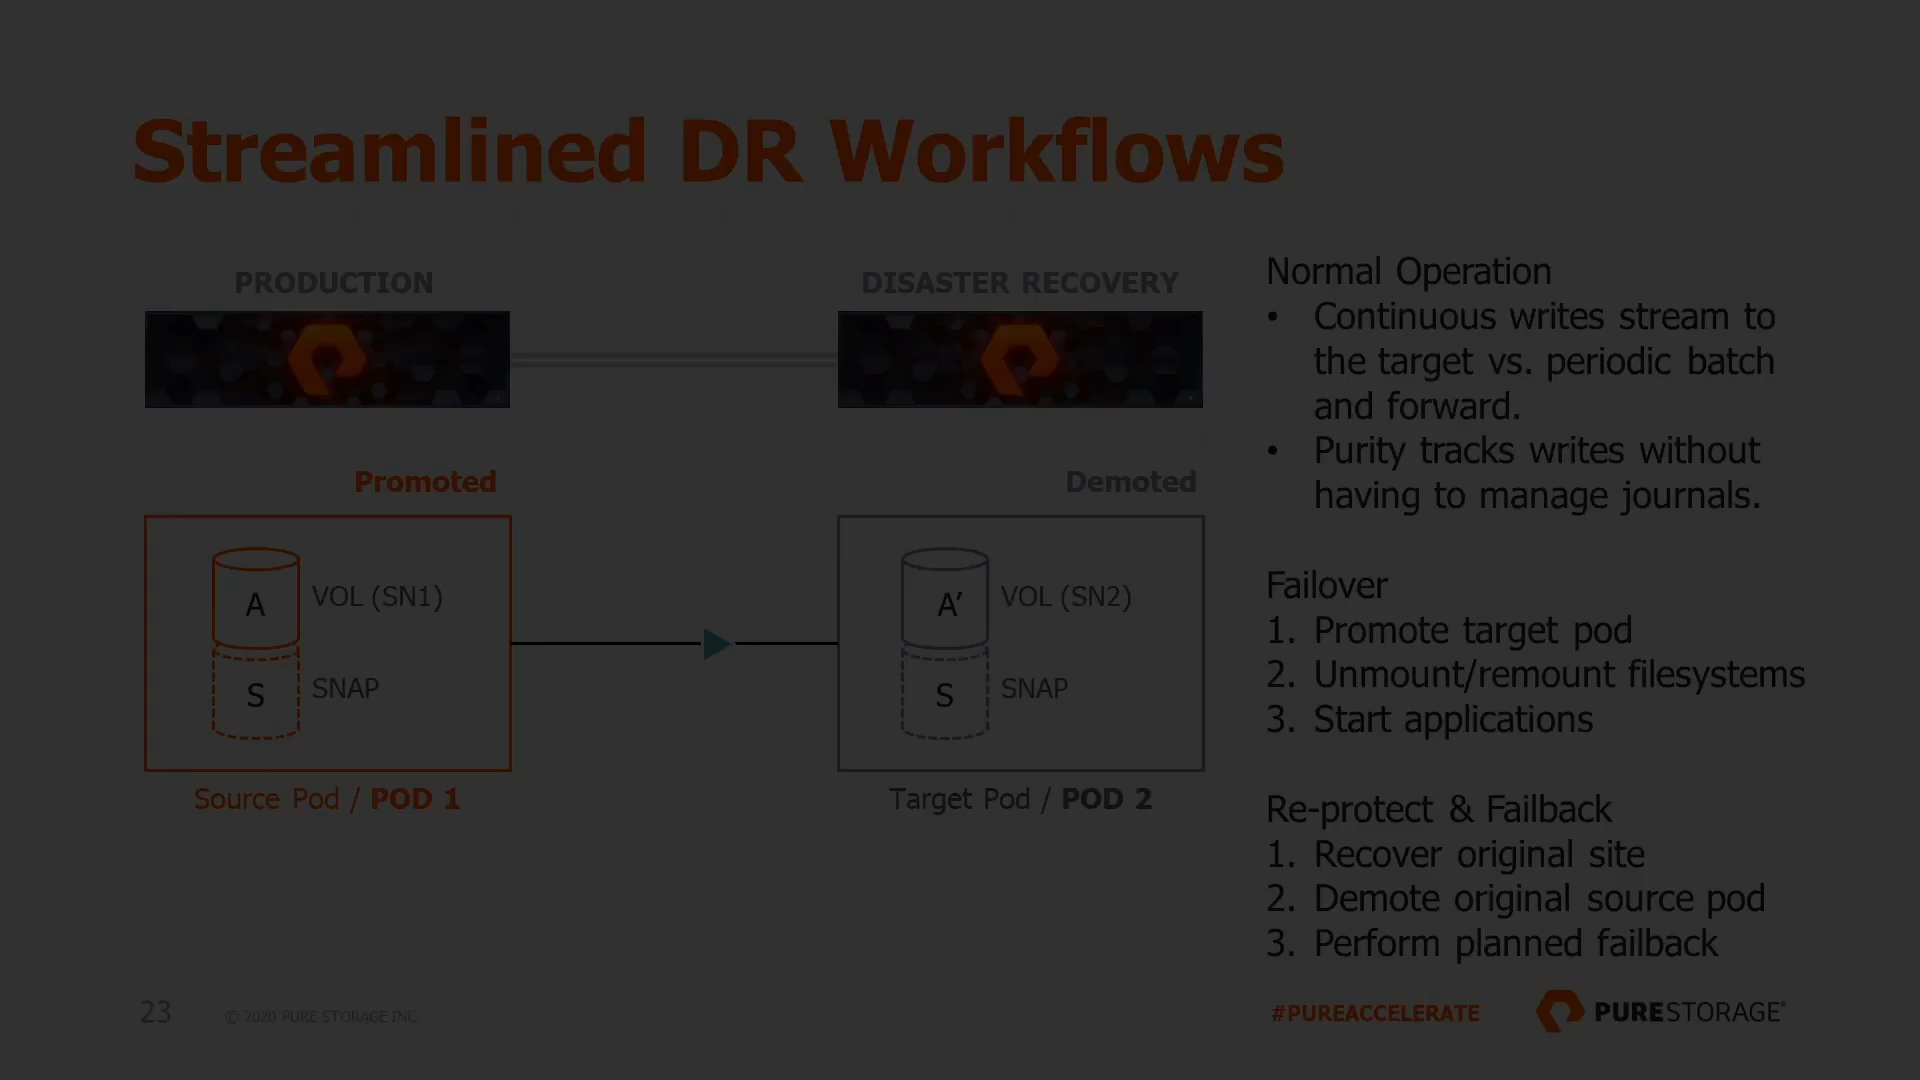 Streamlined DR Workflows
PRODUCTION
DISASTER RECOVERY
Promoted
Demoted
A
VOL (SN1)
S
SNAP
A’
VOL (SN2)
S
SNAP
Source Pod / POD 1
Target Pod / POD 2
Normal Operation
• Continuous writes stream to
the target vs. periodic batch
and forward.
• Purity tracks writes without
having to manage journals.
Failover
1. Promote target pod
2. Unmount/remount filesystems
3. Start applications
Re-protect & Failback
1. Recover original site
2. Demote original source pod
3. Perform planned failback
23
© 2020 PURE STORAGE INC.
#PUREACCELERATE
PURESTORAGE®